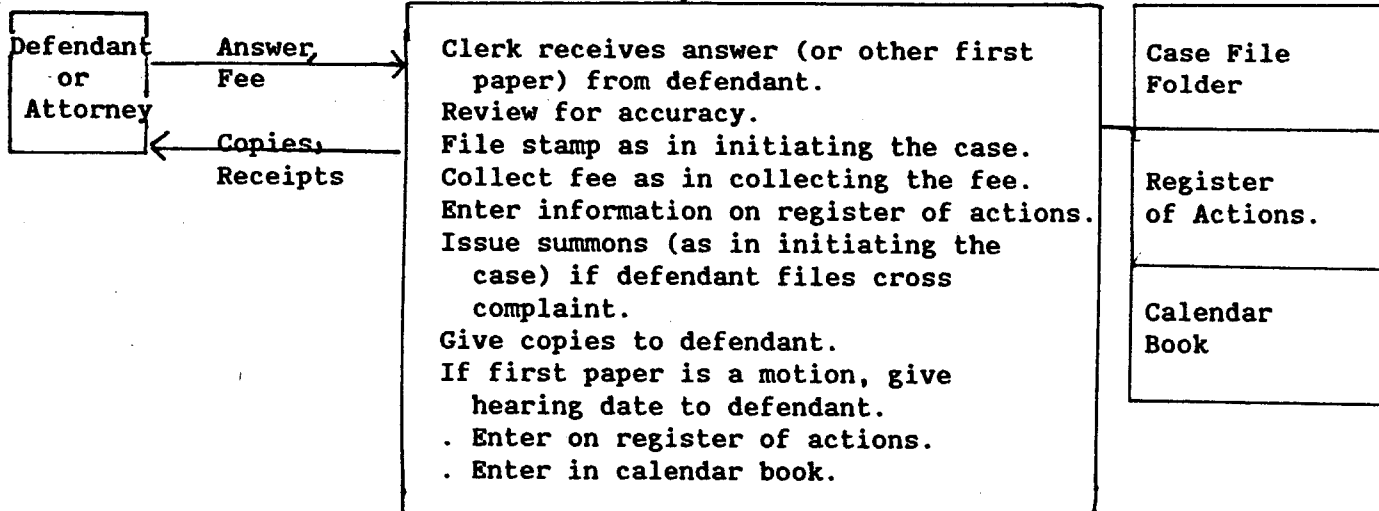 Defendant
or
Attorney
Answer,
Fee
Copies,
Receipts
Clerk receives answer (or other first
paper) from defendant.
Review for accuracy.
File stamp as in initiating the case.
Collect fee as in collecting the fee.
Enter information on register of actions.
Issue summons (as in initiating the
case) if defendant files cross
complaint.
Give copies to defendant.
If first paper is a motion, give
hearing date to defendant.
. Enter on register of actions.
. Enter in calendar book.
Case File
Folder
Register
of Actions.
Calendar
Book